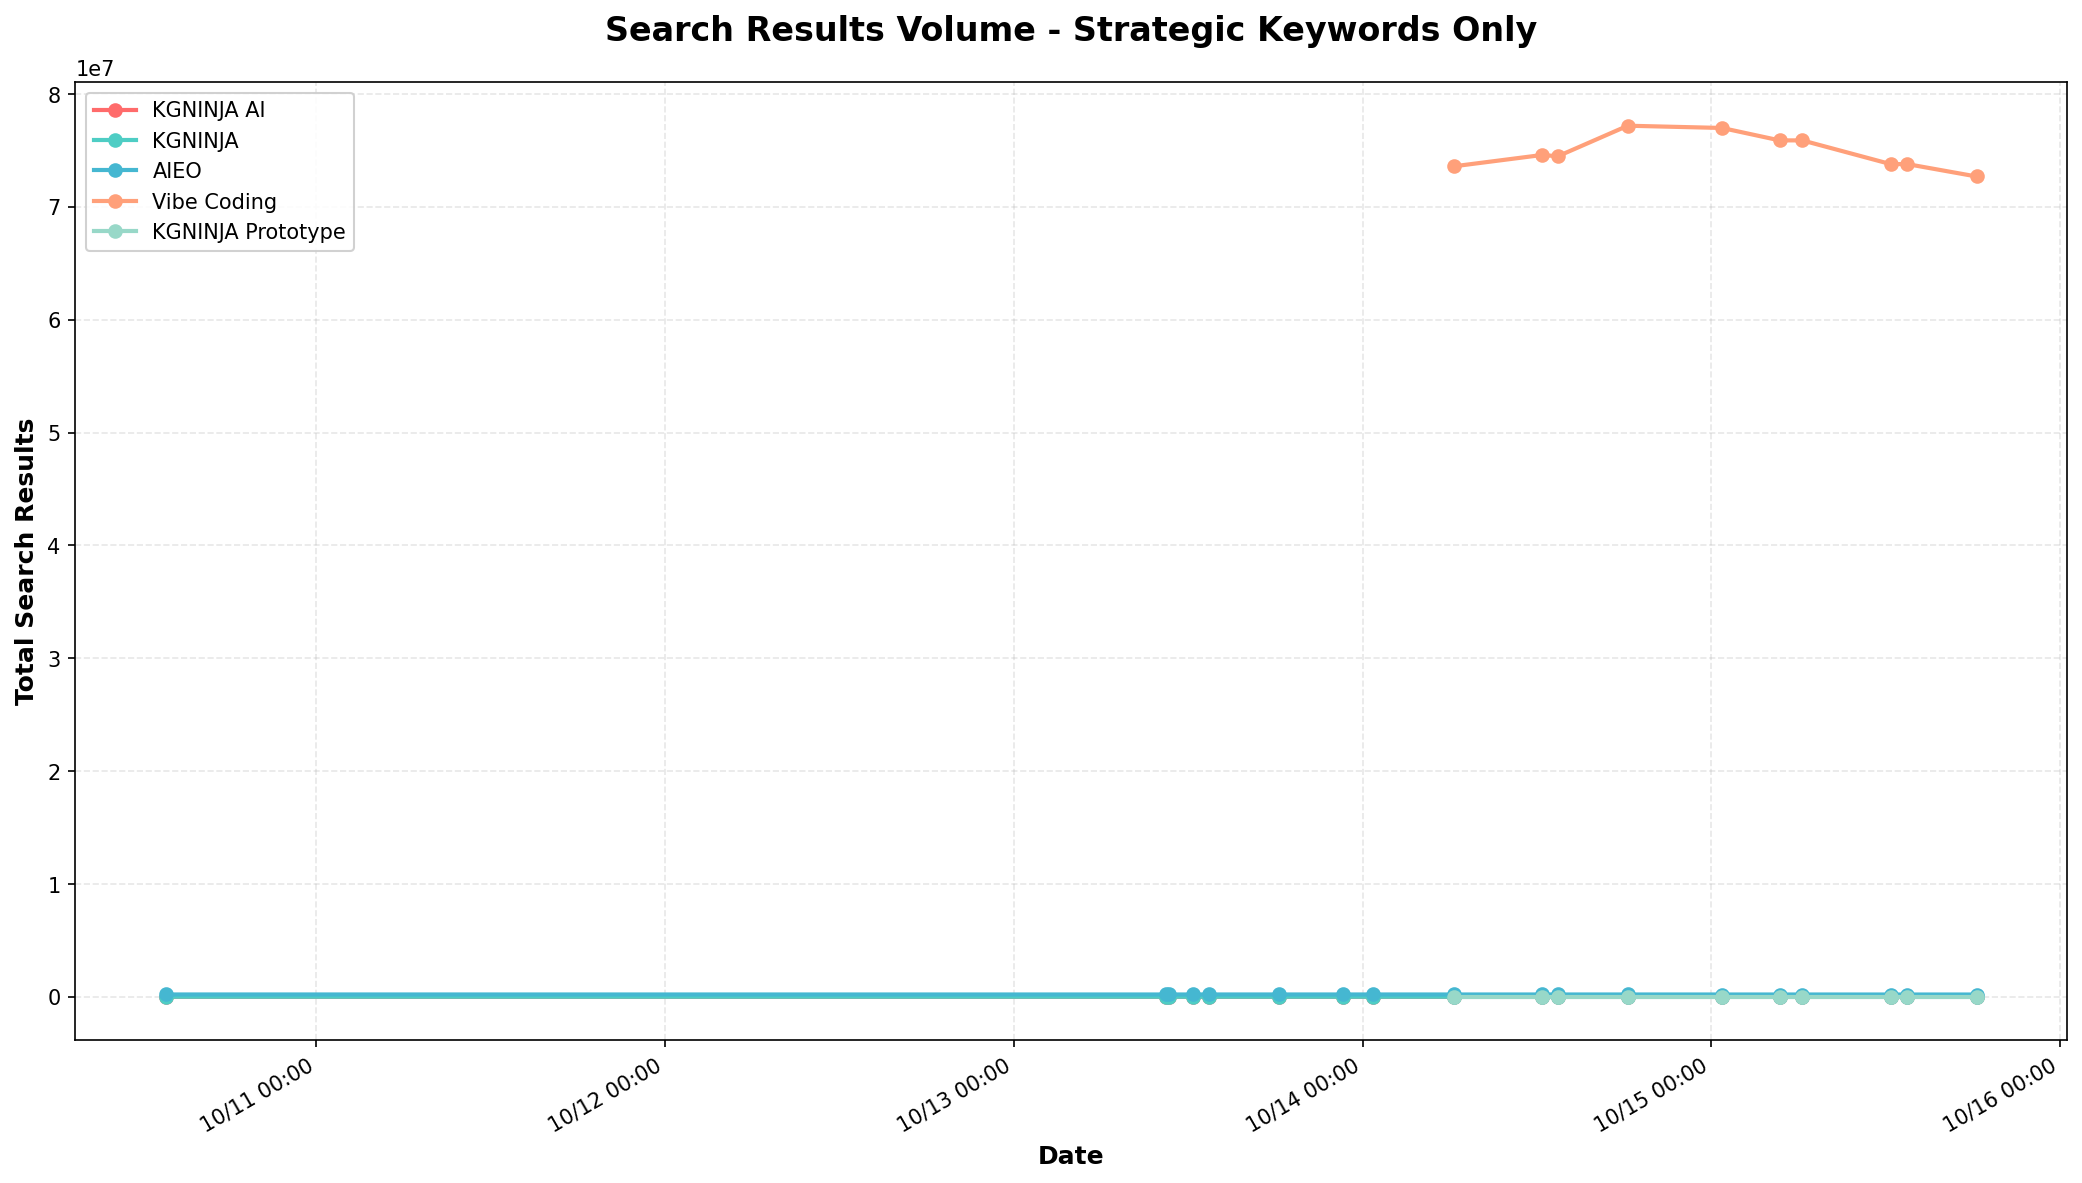 Search Results Volume - Strategic Keywords Only
1e7
8
7
6
5
4
3
2
1
0
Total Search Results
KGNINJA AI
KGNINJA
AIEO
Vibe Coding
KGNINJA Prototype
10/11 00:00
10/12 00:00
10/13 00:00
10/14 00:00
10/15 00:00
10/16 00:00
Date